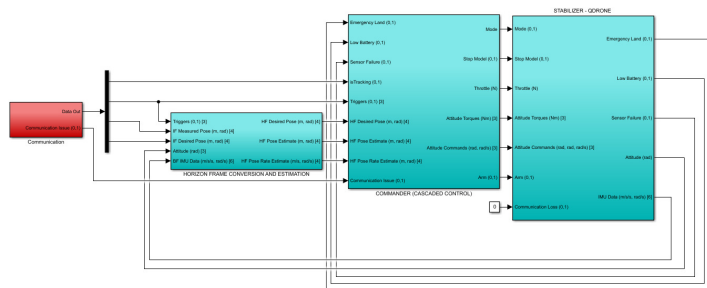 STABILIZER - QDRONE
Data Out
Communication Issue (0,1)
Communication
Triggers (0,1) [3]
IF Measured Pose (m, rad) [4]
IF Desired Pose (m, rad) [4]
Attitude (rad) [3]
BF IMU Data (m/s/s, rad/s) [6]
HF Desired Pose (m, rad) [4]
HF Pose Estimate (m, rad) [4]
HF Pose Rate Estimate (m/s, rad/s) [4]
HORIZON FRAME CONVERSION AND ESTIMATION
Emergency Land (0,1)
Low Battery (0,1)
Sensor Failure (0,1)
isTracking (0,1)
Triggers (0,1) [3]
HF Desired Pose (m, rad) [4]
HF Pose Estimate (m, rad) [4]
HF Pose Rate Estimate (m, rad) [4]
Communication Issue (0,1)
Mode
Stop Model (0,1)
Throttle (N)
Attitude Torques (Nm) [3]
Attitude Commands (rad, rad/s) [3]
Arm (0,1)
COMMANDER (CASCADED CONTROL)
0
Mode (0,1)
Stop Model (0,1)
Throttle (N)
Attitude Torques (Nm) [3]
Attitude Commands (rad, rad/s) [3]
Arm (0,1)
Communication Loss (0,1)
Emergency Land (0,1)
Low Battery (0,1)
Sensor Failure (0,1)
Attitude (rad)
IMU Data (m/s/s, rad/s) [6]